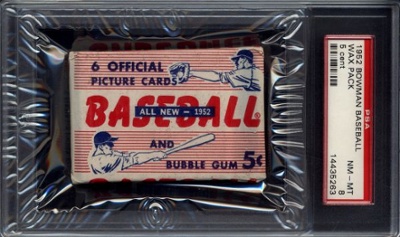 6 OFFICIAL
PICTURE CARDS
BASEBALL®
ALL NEW – 1952
AND
BUBBLE GUM 5¢
1952 BOWMAN BASEBALL
WAX PACK
5 cent
NM - MT 8
14435263
PSA